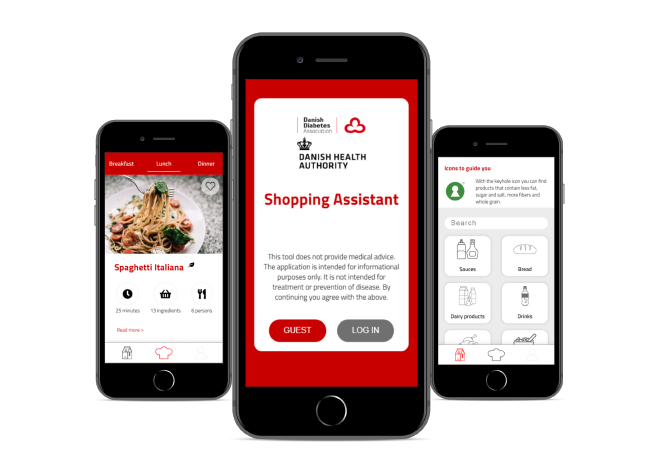 Breakfast Lunch Dinner
Spaghetti Italiana
25 minutes 13 ingredients 6 persons
Read more >
Danish
Diabetes
Association
DANISH HEALTH
AUTHORITY
Shopping Assistant
This tool does not provide medical advice.
The application is intended for informational
purposes only. It is not intended for
treatment or prevention of disease. By
continuing you agree with the above.
GUEST LOG IN
Icons to guide you
With the keyhole icon you can find
products that contain less fat,
sugar and salt, more fibers and
whole grain.
Search
Sauces Bread
Dairy products Drinks